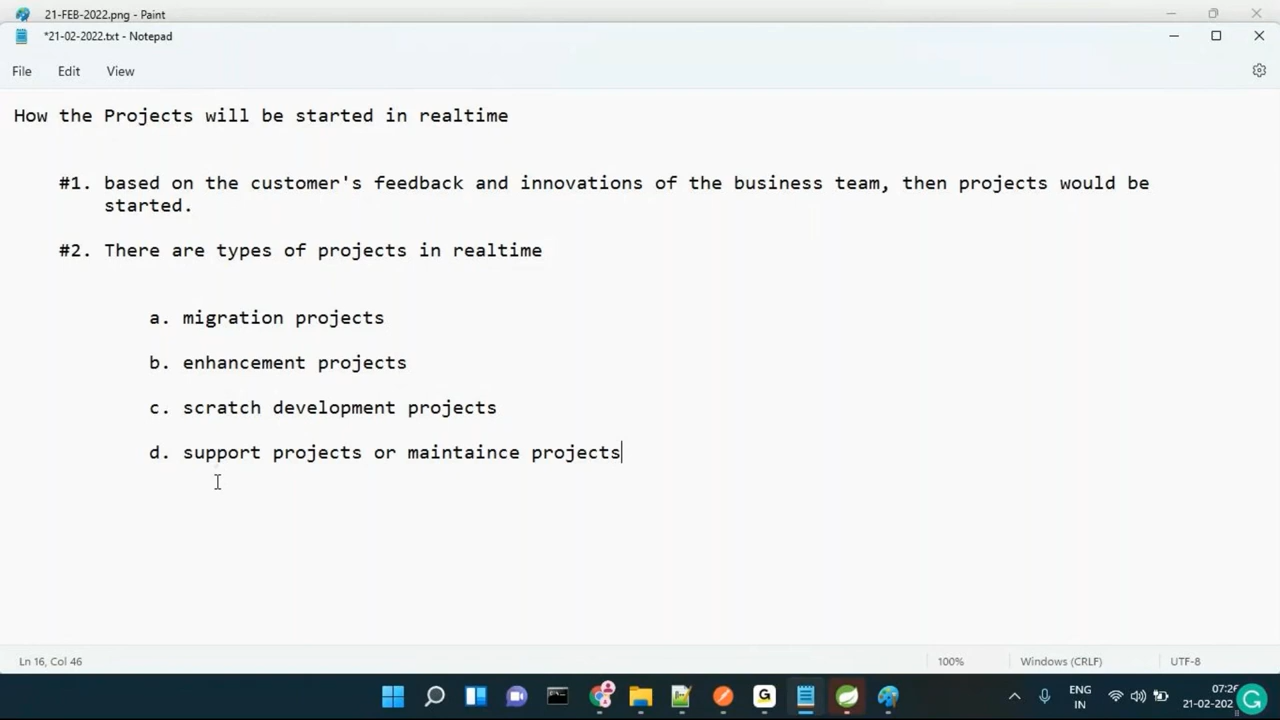 21-FEB-2022.png - Paint
*21-02-2022.txt - Notepad
File Edit View
How the Projects will be started in realtime
#1. based on the customer's feedback and innovations of the business team, then projects would be
started.
#2. There are types of projects in realtime
a. migration projects
b. enhancement projects
c. scratch development projects
d. support projects or maintaince projects
Ln 16, Col 46 100% Windows (CRLF) UTF-8
ENG
IN